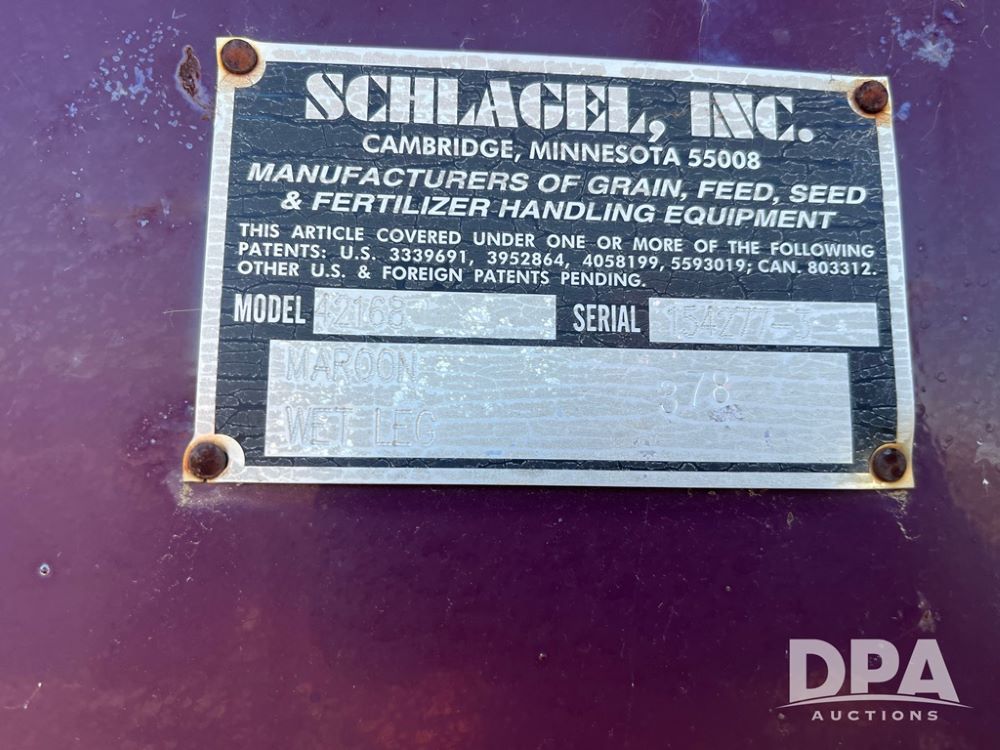 SCHLAGEL, INC.
CAMBRIDGE, MINNESOTA 55008
MANUFACTURERS OF GRAIN, FEED, SEED
& FERTILIZER HANDLING EQUIPMENT
THIS ARTICLE COVERED UNDER ONE OR MORE OF THE FOLLOWING
PATENTS: U.S. 3339691, 3952864, 4058199, 5593019; CAN. 803312.
OTHER U.S. & FOREIGN PATENTS PENDING.
MODEL 42168 SERIAL 154277-3
MAROON
378
WET LEG
DPA
AUCTIONS